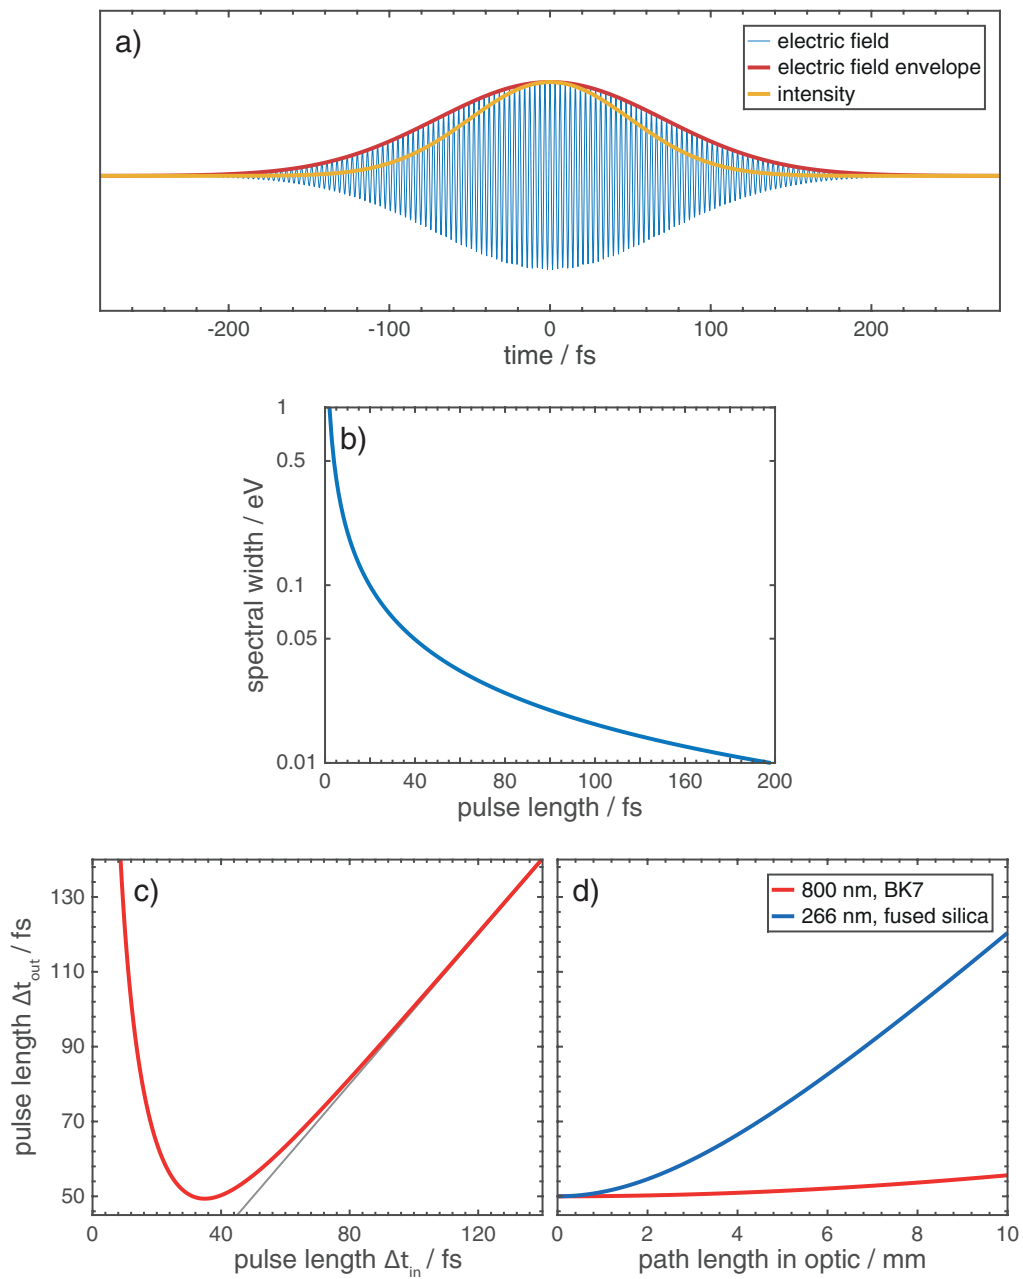 a)
electric field
electric field envelope
intensity
-200 -100 0 100 200
time / fs
b)
1
0.5
0.1
0.05
0.01
spectral width / eV
0 40 80 100 160 200
pulse length / fs
c)
130
110
90
70
50
pulse length Δt_out / fs
0 40 80 120
pulse length Δt_in / fs
d)
800 nm, BK7
266 nm, fused silica
0 2 4 6 8 10
path length in optic / mm